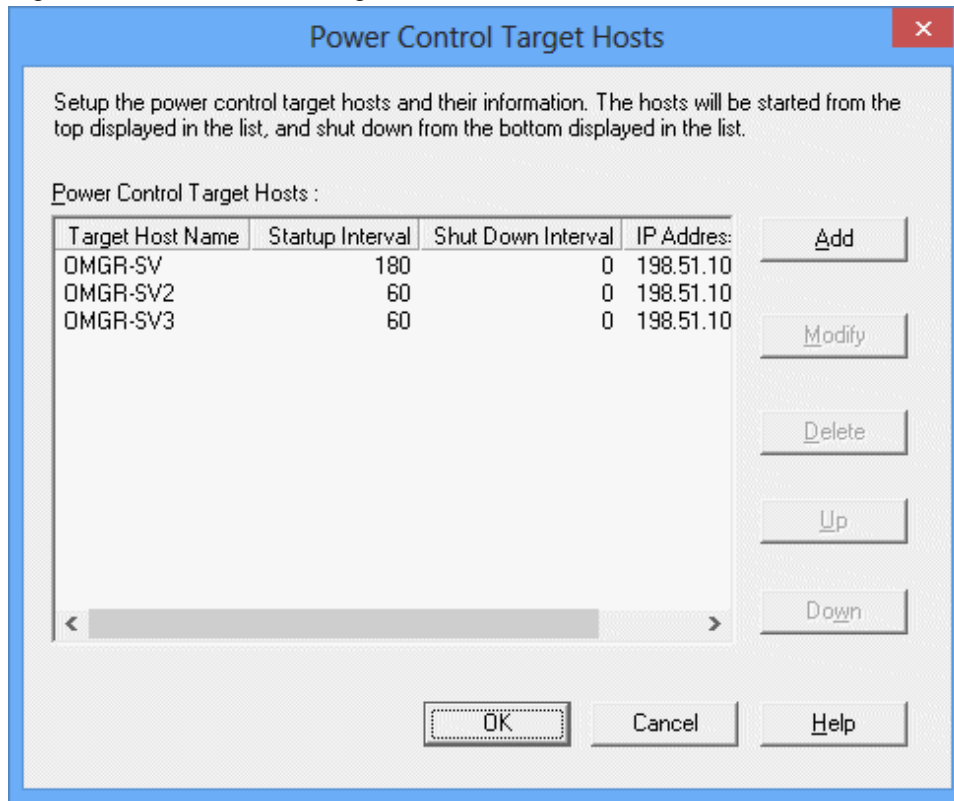 Power Control Target Hosts
Setup the power control target hosts and their information. The hosts will be started from the
top displayed in the list, and shut down from the bottom displayed in the list.
Power Control Target Hosts :
Target Host Name Startup Interval Shut Down Interval IP Addres
OMGR-SV 180 0 198.51.10
OMGR-SV2 60 0 198.51.10
OMGR-SV3 60 0 198.51.10
Add
Modify
Delete
Up
Down
OK Cancel Help